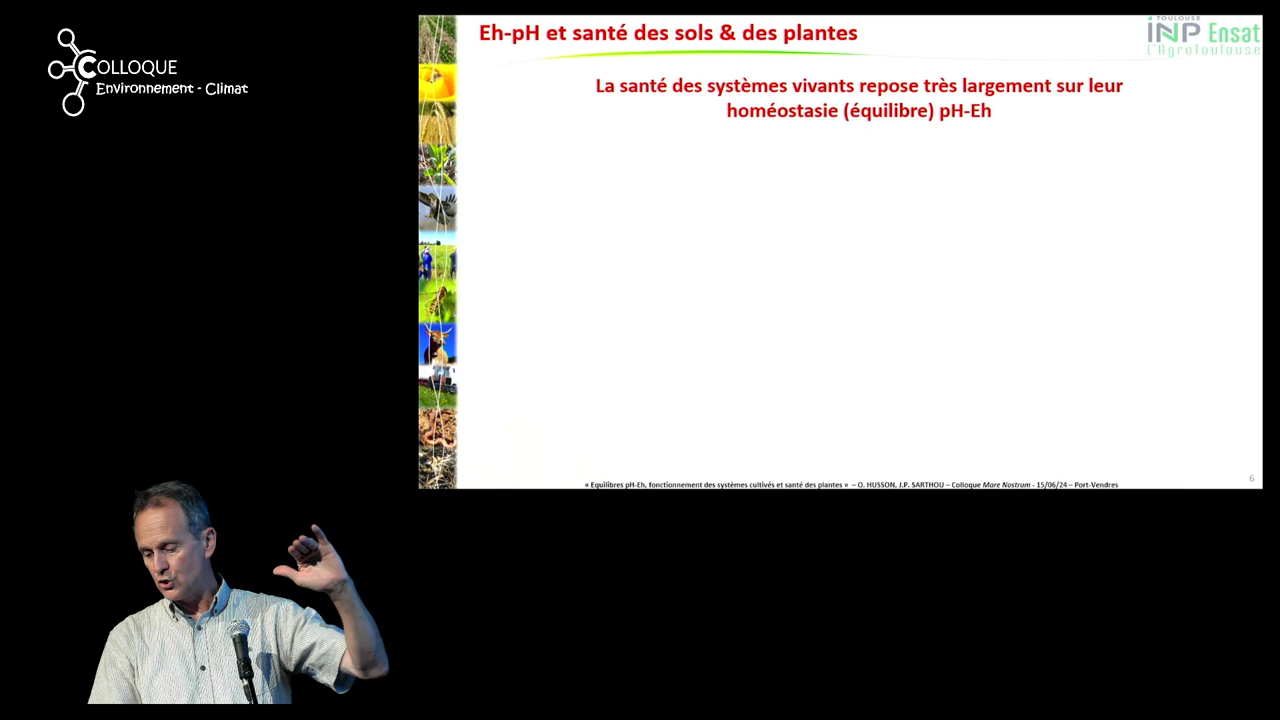 COLLOQUE
Environnement - Climat
Eh-pH et santé des sols & des plantes
TOULOUSE
INP Ensat
L'Agrotoulouse
La santé des systèmes vivants repose très largement sur leur
homéostasie (équilibre) pH-Eh
« Equilibres pH-Eh, fonctionnement des systèmes cultivés et santé des plantes » – O. HUSSON, J.P. SARTHOU – Colloque Mare Nostrum - 15/06/24 – Port-Vendres
6